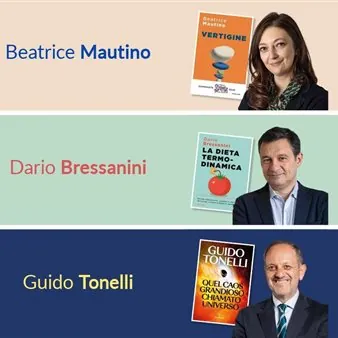 Beatrice Mautino
Beatrice
Mautino
VERTIGINE
Dario Bressanini
Dario
Bressanini
LA DIETA
TERMO-
DINAMICA
Guido Tonelli
GUIDO
TONELLI
QUEL CAOS
GRANDIOSO
CHIAMATO
UNIVERSO